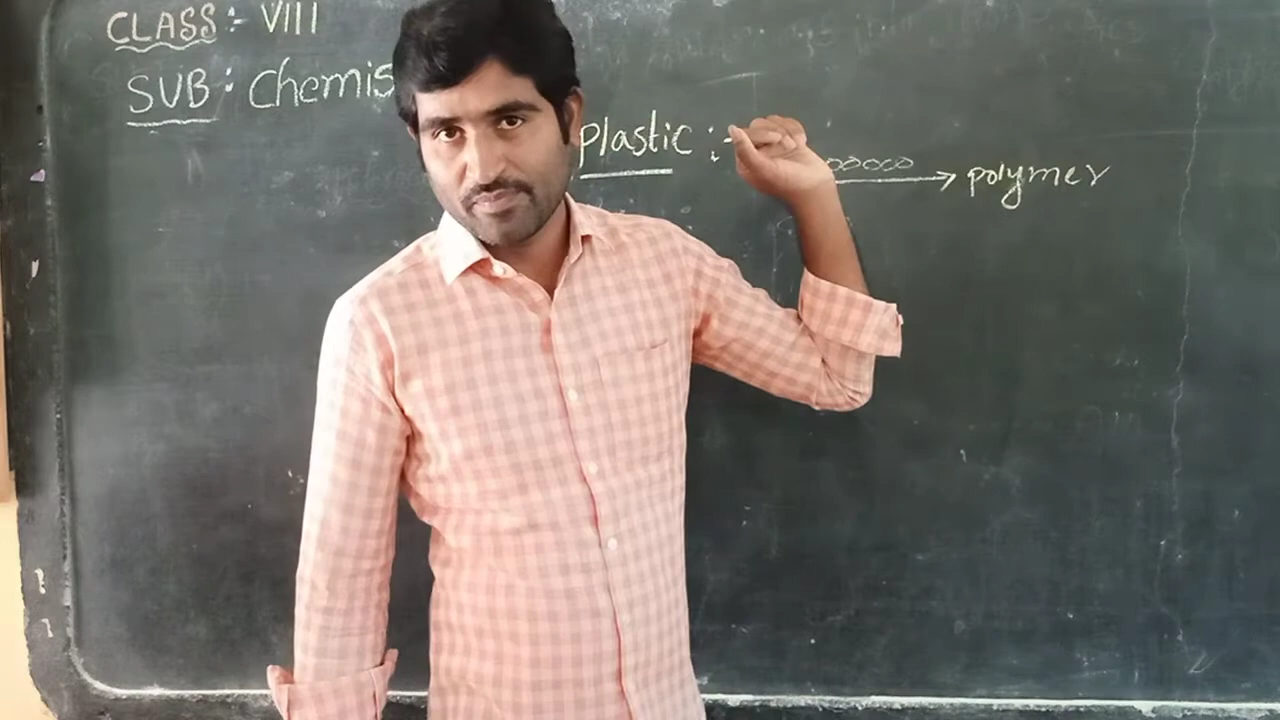 CLASS :- VIII
SUB : Chemis
plastic :-
polymer